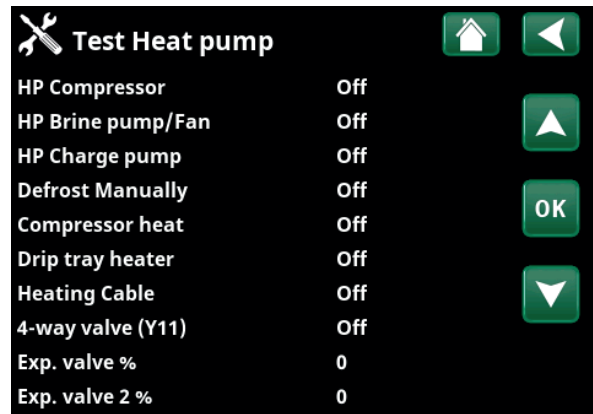 Test Heat pump
HP Compressor Off
HP Brine pump/Fan Off
HP Charge pump Off
Defrost Manually Off
OK
Compressor heat Off
Drip tray heater Off
Heating Cable Off
4-way valve (Y11) Off
Exp. valve % 0
Exp. valve 2 % 0